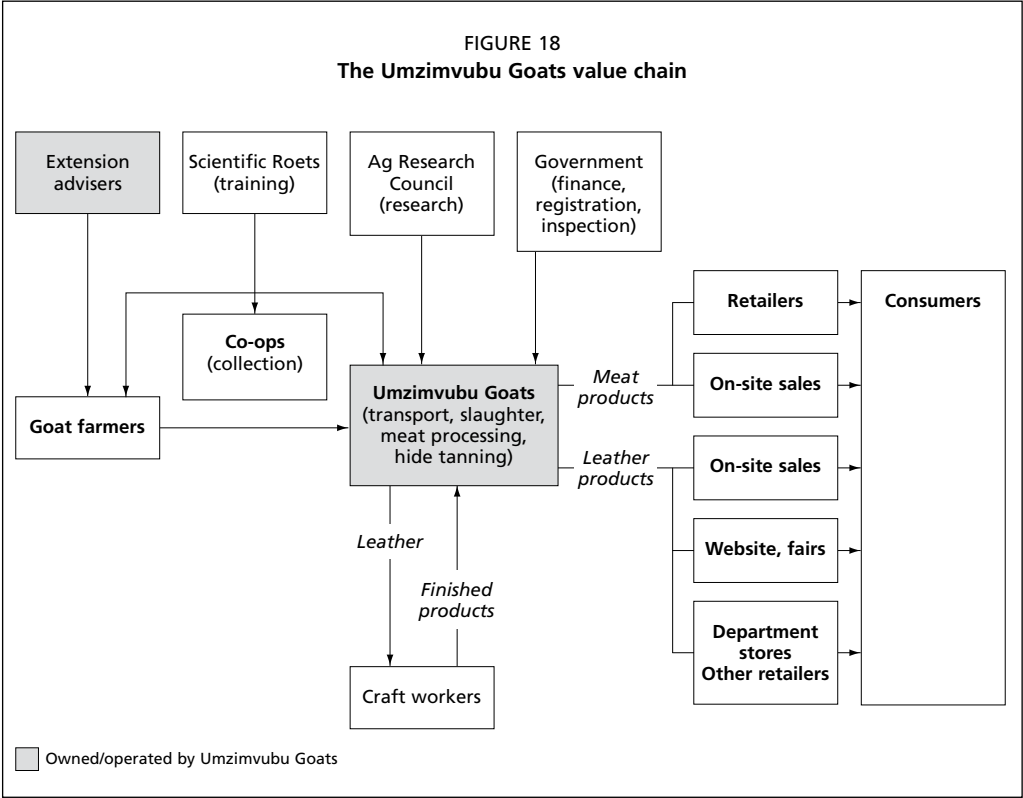 FIGURE 18
The Umzimvubu Goats value chain
Extension
advisers
Scientific Roets
(training)
Ag Research
Council
(research)
Government
(finance,
registration,
inspection)
Co-ops
(collection)
Goat farmers
Umzimvubu Goats
(transport, slaughter,
meat processing,
hide tanning)
Meat
products
Leather
products
Retailers
On-site sales
On-site sales
Website, fairs
Department
stores
Other retailers
Consumers
Leather
Finished
products
Craft workers
Owned/operated by Umzimvubu Goats